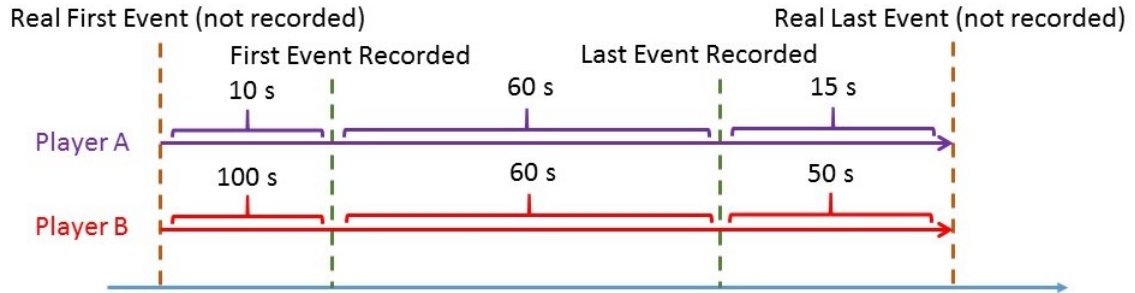 Real First Event (not recorded)
Real Last Event (not recorded)
First Event Recorded
Last Event Recorded
10 s
60 s
15 s
Player A
100 s
60 s
50 s
Player B